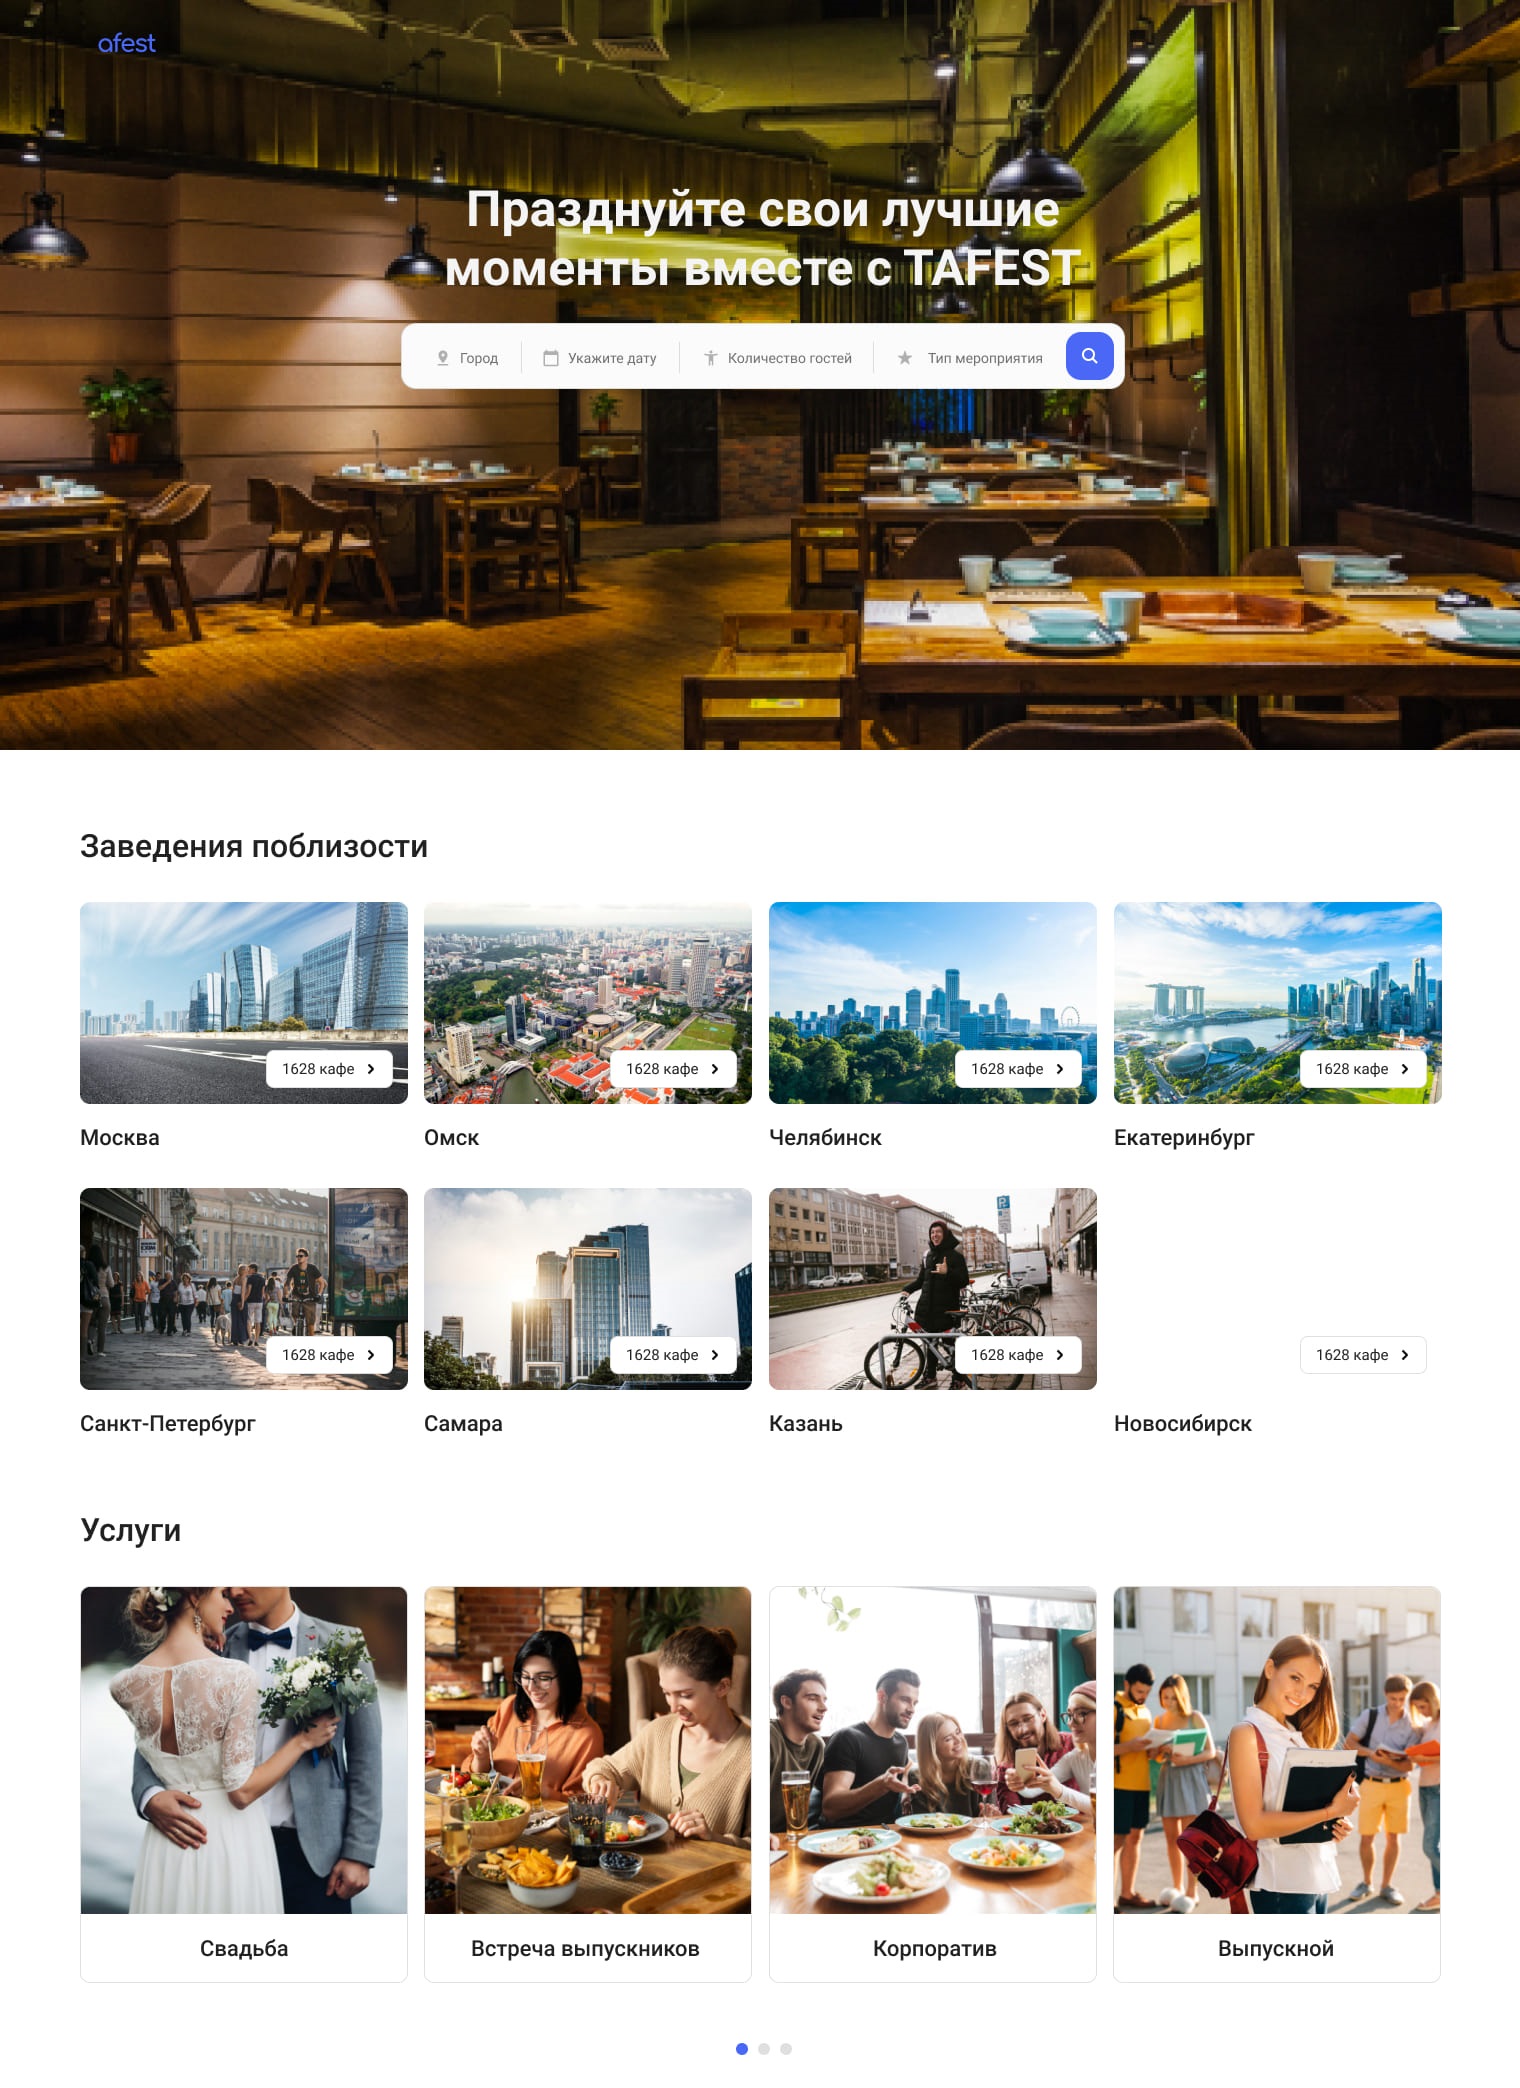 afest
Празднуйте свои лучшие
моменты вместе с TAFEST
Город
Укажите дату
Количество гостей
Тип мероприятия
Заведения поблизости
1628 кафе
1628 кафе
1628 кафе
1628 кафе
Москва
Омск
Челябинск
Екатеринбург
1628 кафе
1628 кафе
P
1628 кафе
1628 кафе
Санкт-Петербург
Самара
Казань
Новосибирск
Услуги
Свадьба
Встреча выпускников
Корпоратив
Выпускной